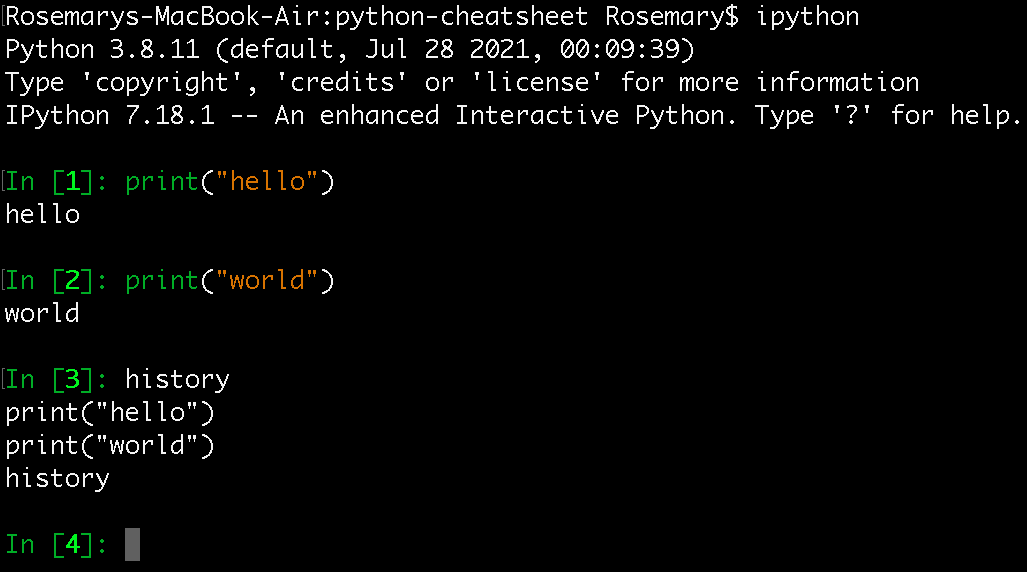 Rosemarys-MacBook-Air:python-cheatsheet Rosemary$ ipython
Python 3.8.11 (default, Jul 28 2021, 00:09:39)
Type 'copyright', 'credits' or 'license' for more information
IPython 7.18.1 -- An enhanced Interactive Python. Type '?' for help.
In [1]: print("hello")
hello
In [2]: print("world")
world
In [3]: history
print("hello")
print("world")
history
In [4]: